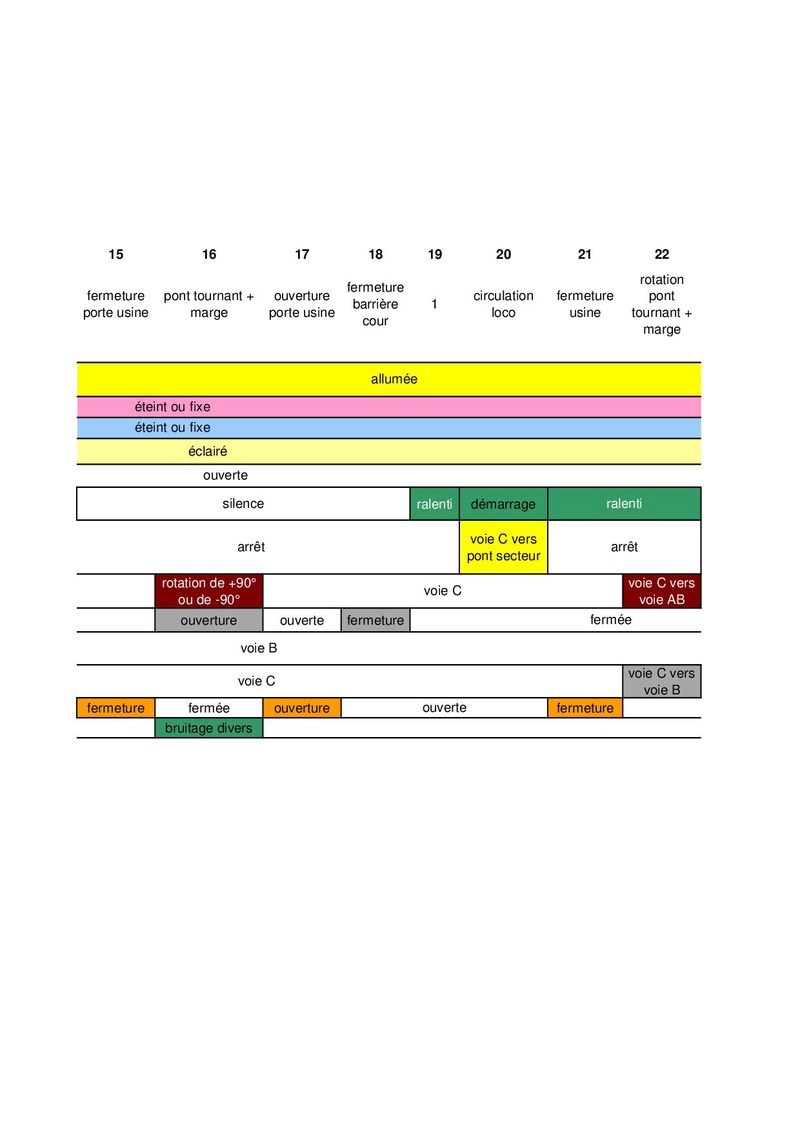 15 16 17 18 19 20 21 22
fermeture porte usine
pont tournant + marge
ouverture porte usine
fermeture barrière cour
1
circulation loco
fermeture usine
rotation pont tournant + marge
allumée
éteint ou fixe
éteint ou fixe
éclairé
ouverte
silence ralenti démarrage ralenti
arrêt
voie C vers
pont secteur
arrêt
rotation de +90°
ou de -90°
voie C
voie C vers
voie AB
ouverture ouverte fermeture fermée
voie B
voie C
voie C vers
voie B
fermeture fermée ouverture ouverte fermeture
bruitage divers